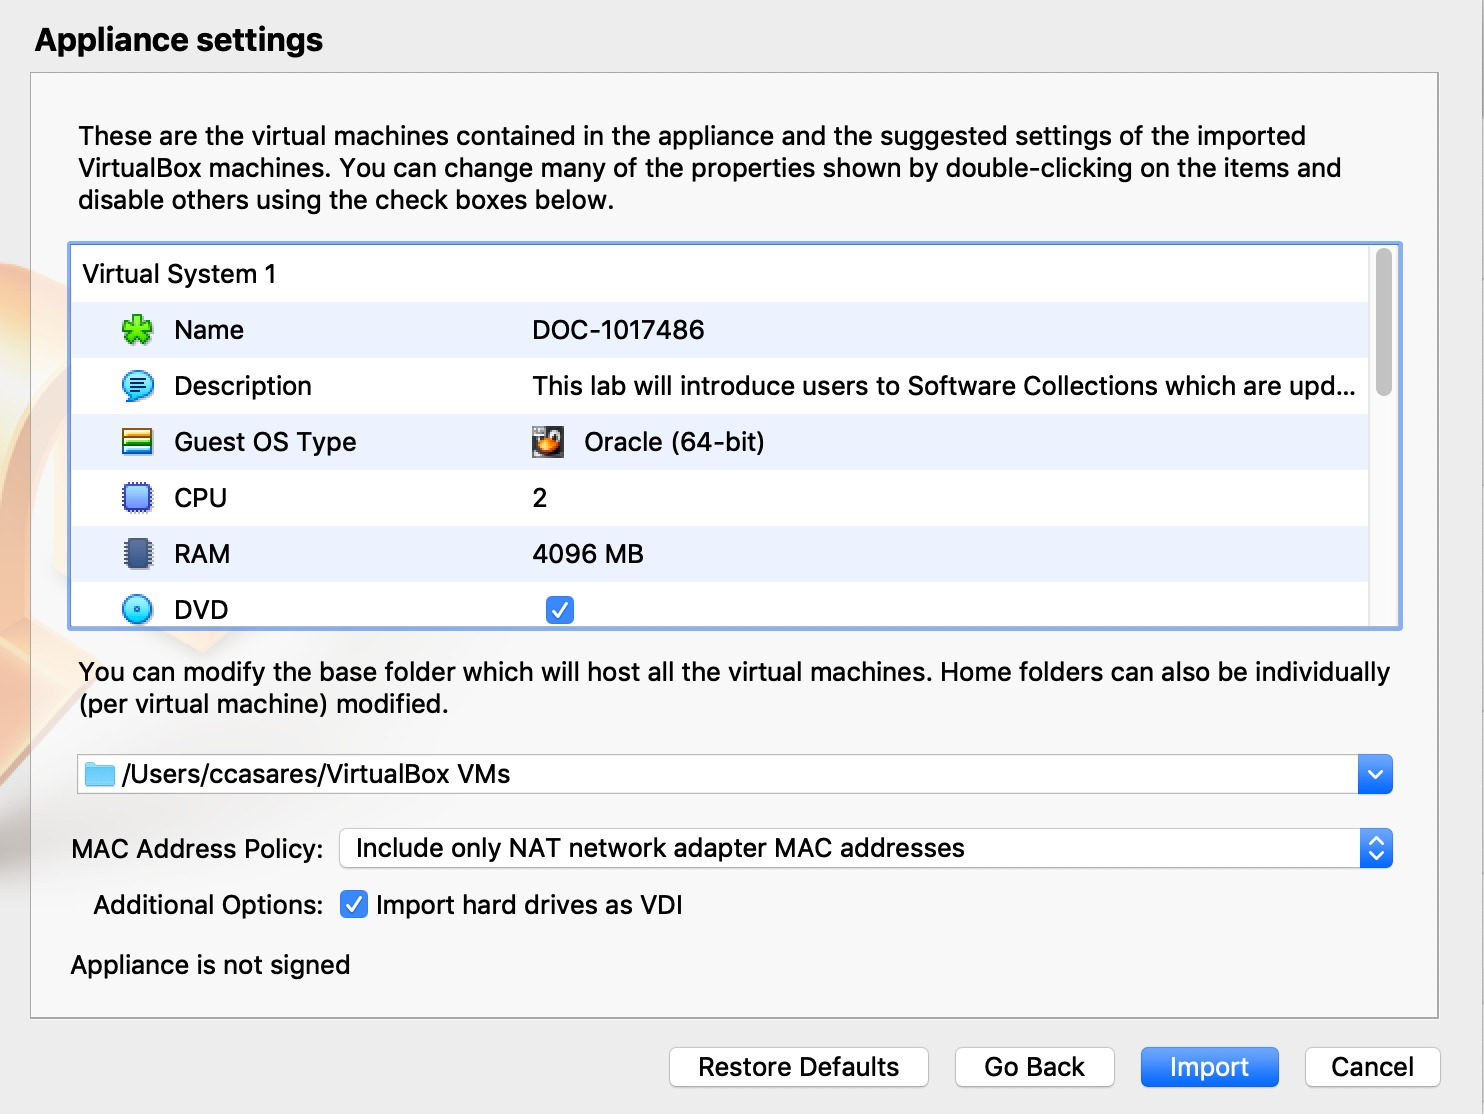 Appliance settings
These are the virtual machines contained in the appliance and the suggested settings of the imported
VirtualBox machines. You can change many of the properties shown by double-clicking on the items and
disable others using the check boxes below.
Virtual System 1
Name DOC-1017486
Description This lab will introduce users to Software Collections which are upd...
Guest OS Type Oracle (64-bit)
CPU 2
RAM 4096 MB
DVD
You can modify the base folder which will host all the virtual machines. Home folders can also be individually
(per virtual machine) modified.
/Users/ccasares/VirtualBox VMs
MAC Address Policy: Include only NAT network adapter MAC addresses
Additional Options: Import hard drives as VDI
Appliance is not signed
Restore Defaults Go Back Import Cancel